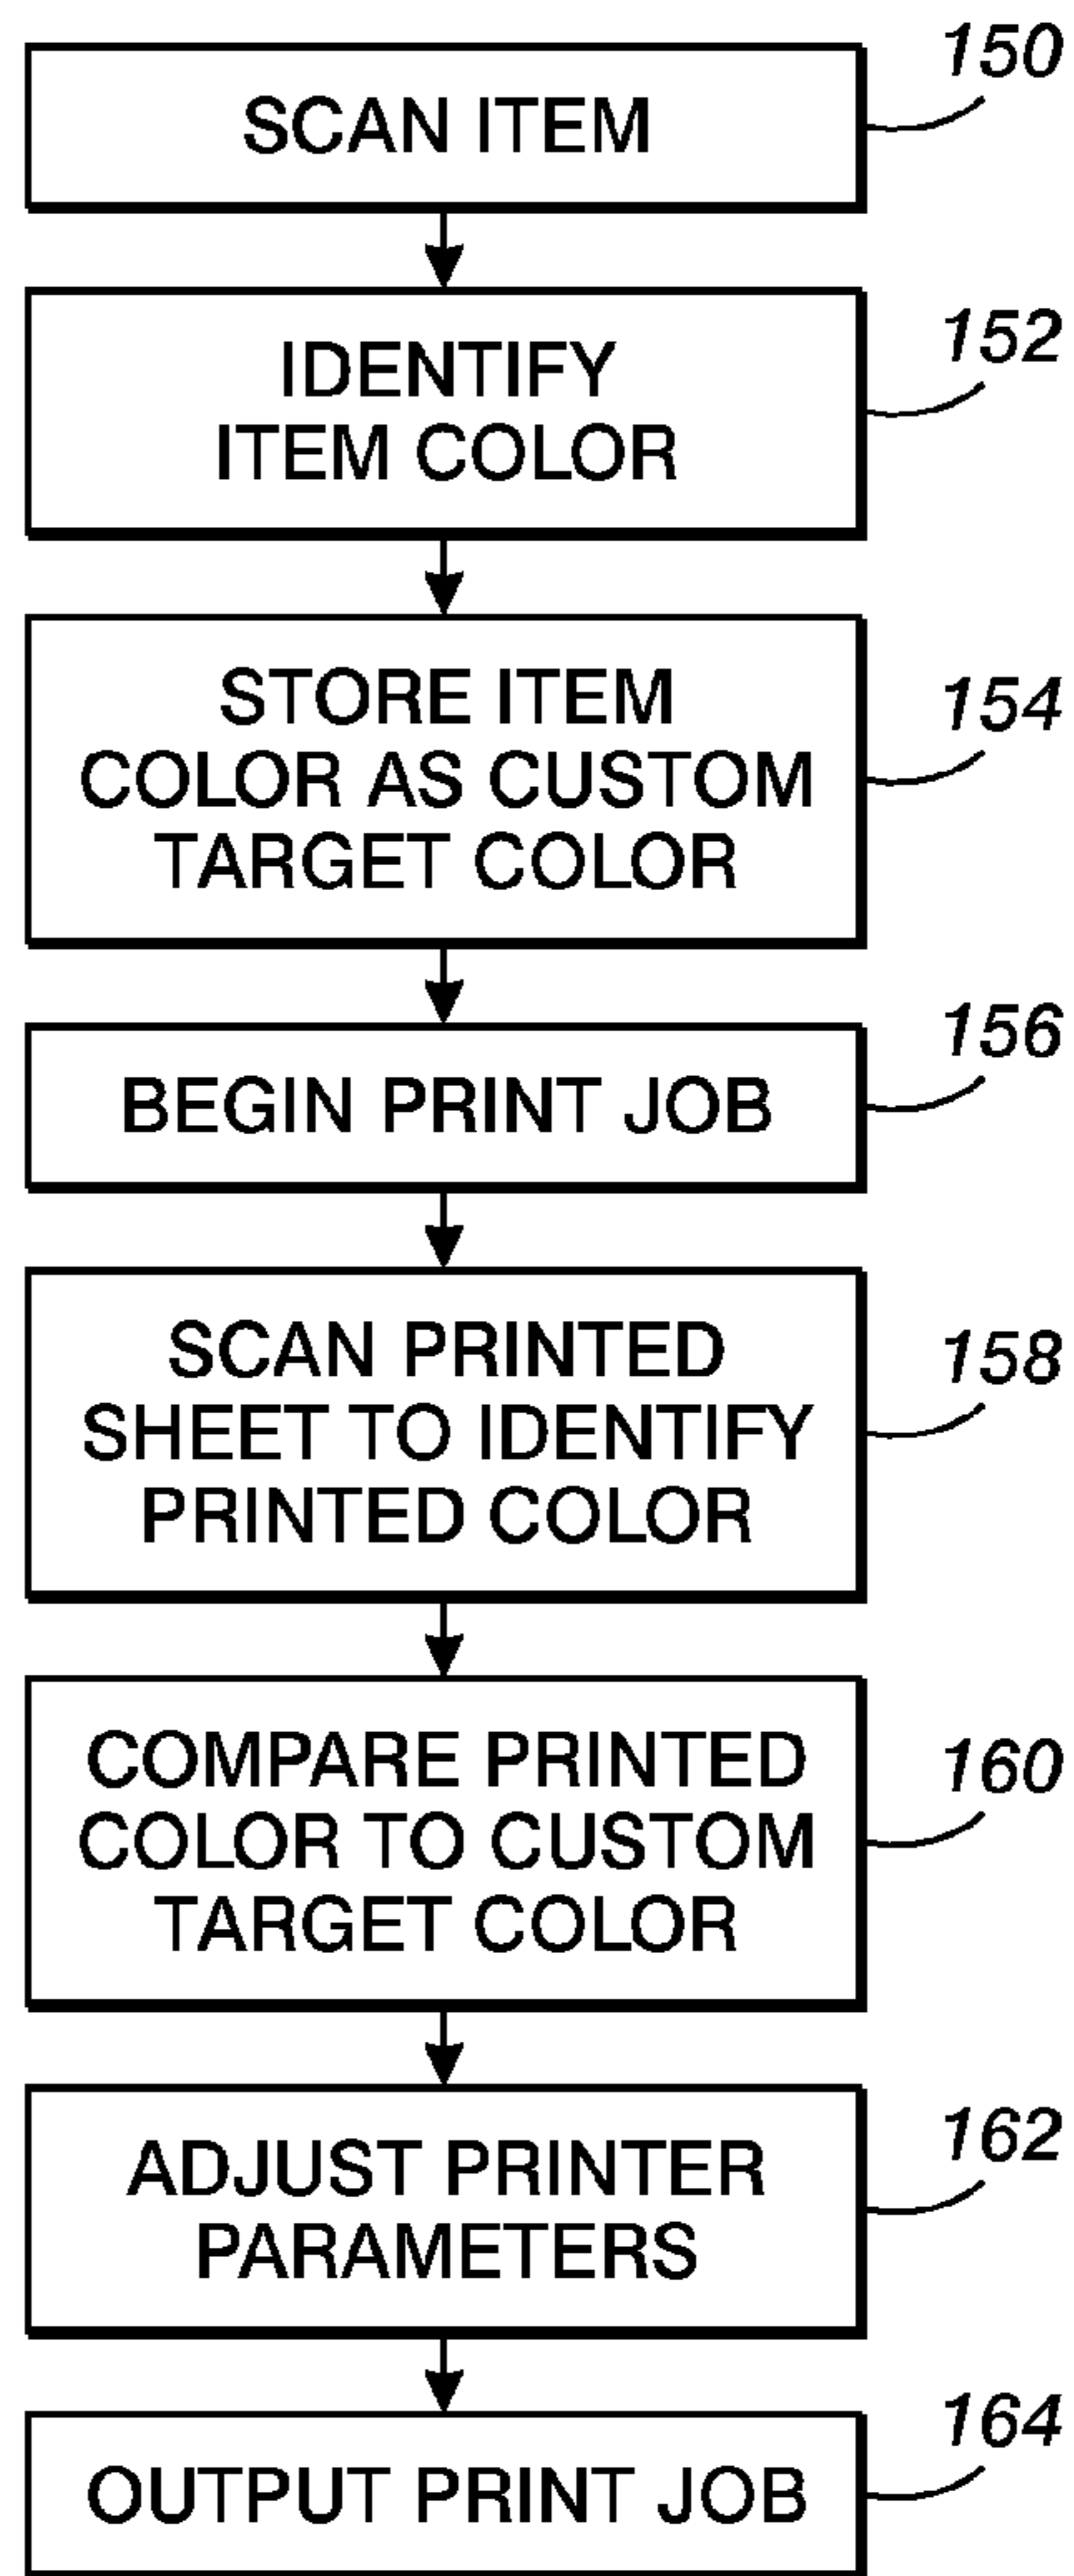 150
SCAN ITEM
152
IDENTIFY
ITEM COLOR
154
STORE ITEM
COLOR AS CUSTOM
TARGET COLOR
156
BEGIN PRINT JOB
158
SCAN PRINTED
SHEET TO IDENTIFY
PRINTED COLOR
160
COMPARE PRINTED
COLOR TO CUSTOM
TARGET COLOR
162
ADJUST PRINTER
PARAMETERS
164
OUTPUT PRINT JOB